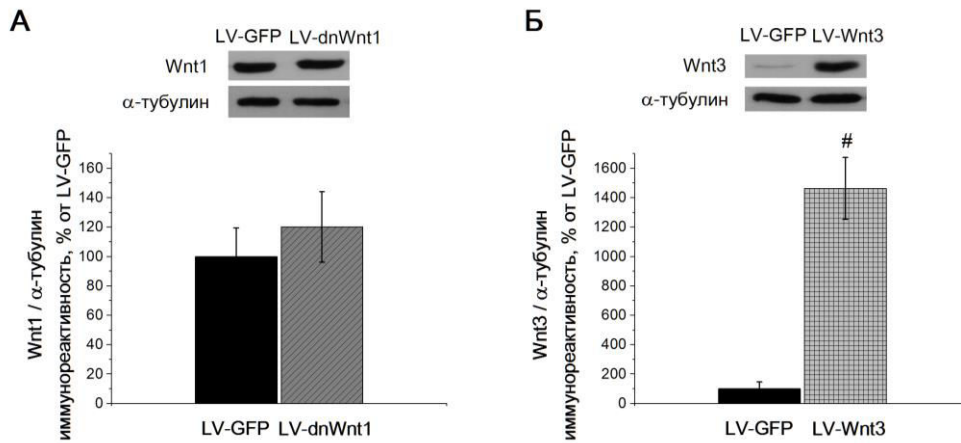 А
LV-GFP LV-dnWnt1
Wnt1
α-тубулин
Wnt1 / α-тубулин
иммунореактивность, % от LV-GFP
160
140
120
100
80
60
40
20
0
LV-GFP LV-dnWnt1
Б
LV-GFP LV-Wnt3
Wnt3
α-тубулин
#
Wnt3 / α-тубулин
иммунореактивность, % от LV-GFP
1600
1400
1200
1000
800
600
400
200
0
LV-GFP LV-Wnt3